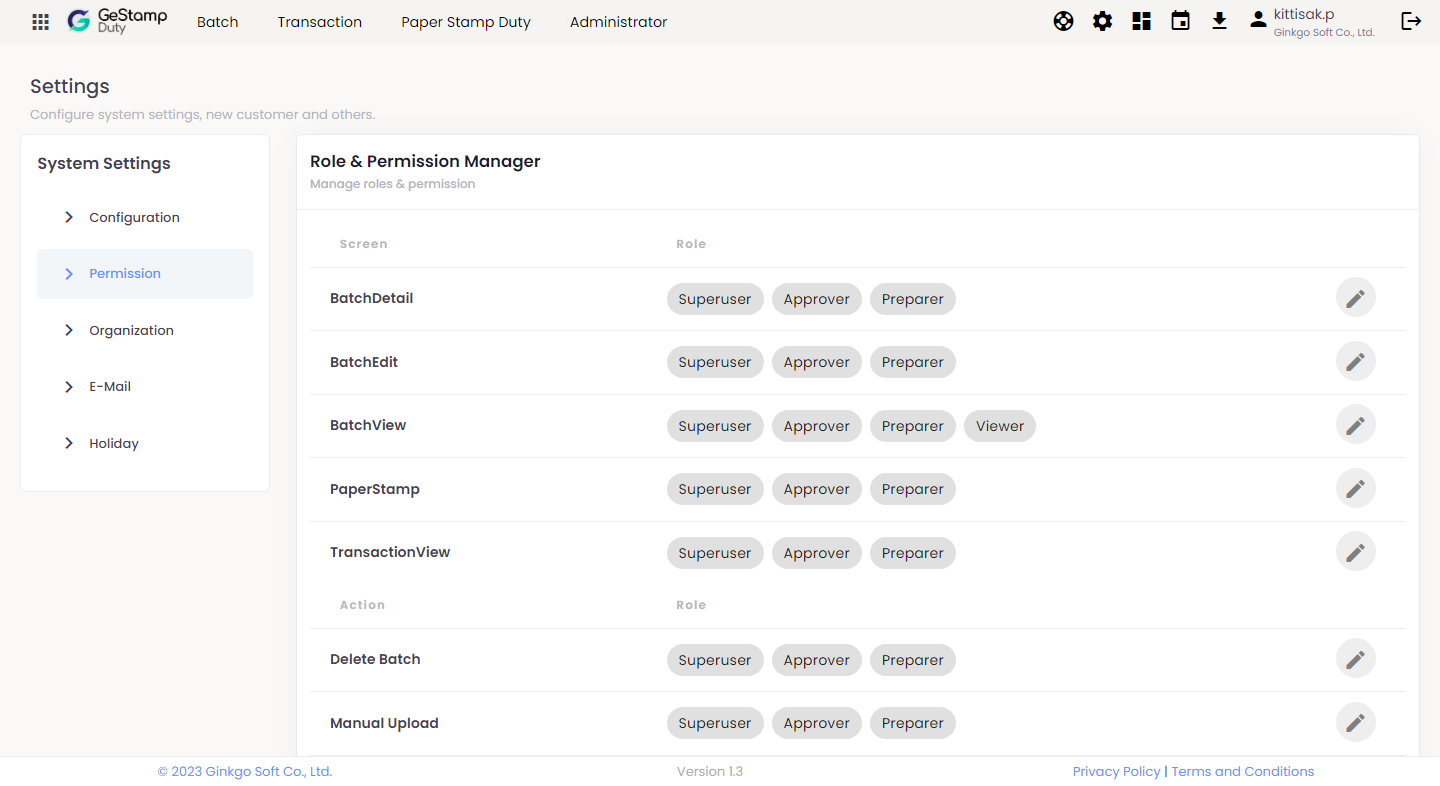 GeStamp
Duty
Batch
Transaction
Paper Stamp Duty
Administrator
kittisak.p
Ginkgo Soft Co., Ltd.
Settings
Configure system settings, new customer and others.
System Settings
Configuration
Permission
Organization
E-Mail
Holiday
Role & Permission Manager
Manage roles & permission
Screen Role
BatchDetail Superuser Approver Preparer
BatchEdit Superuser Approver Preparer
BatchView Superuser Approver Preparer Viewer
PaperStamp Superuser Approver Preparer
TransactionView Superuser Approver Preparer
Action Role
Delete Batch Superuser Approver Preparer
Manual Upload Superuser Approver Preparer
© 2023 Ginkgo Soft Co., Ltd.
Version 1.3
Privacy Policy | Terms and Conditions